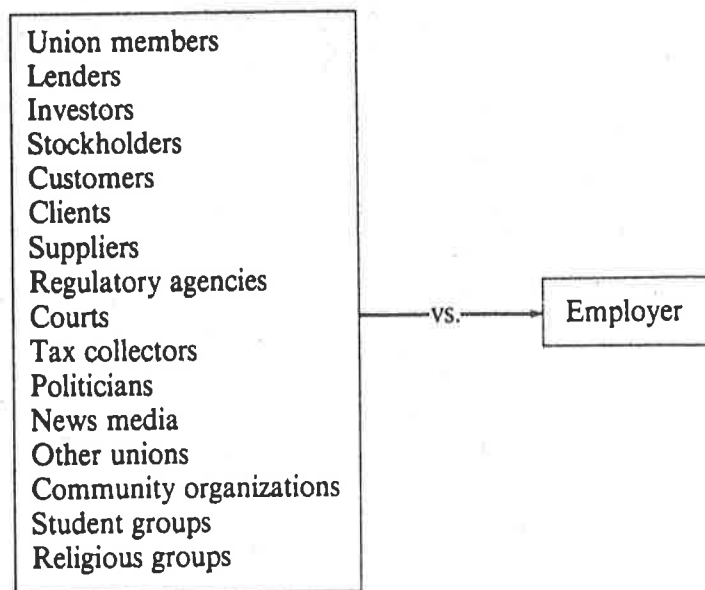 Union members
Lenders
Investors
Stockholders
Customers
Clients
Suppliers
Regulatory agencies
Courts
Tax collectors
Politicians
News media
Other unions
Community organizations
Student groups
Religious groups
vs.
Employer